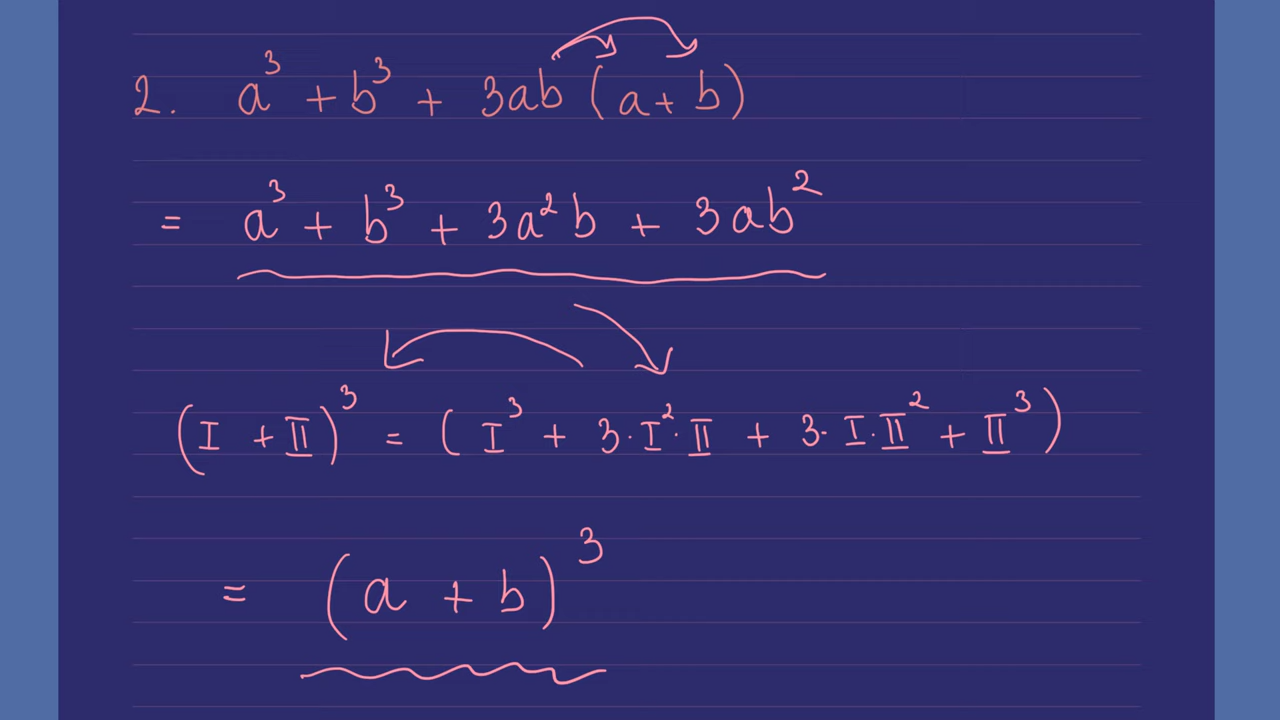 2. a³ + b³ + 3ab (a + b)
= a³ + b³ + 3a²b + 3ab²
(I + II)³ = (I³ + 3·I²·II + 3·I·II² + II³)
= (a + b)³